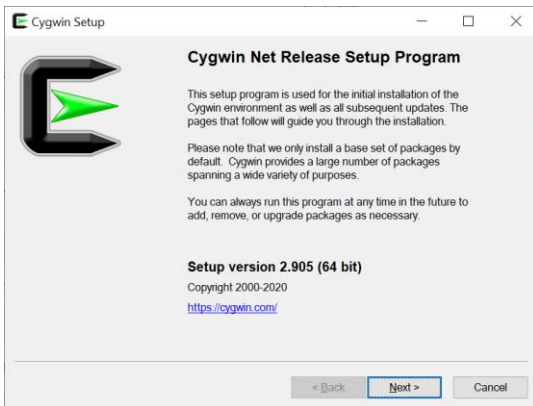 Cygwin Setup
Cygwin Net Release Setup Program
This setup program is used for the initial installation of the
Cygwin environment as well as all subsequent updates. The
pages that follow will guide you through the installation.
Please note that we only install a base set of packages by
default. Cygwin provides a large number of packages
spanning a wide variety of purposes.
You can always run this program at any time in the future to
add, remove, or upgrade packages as necessary.
Setup version 2.905 (64 bit)
Copyright 2000-2020
https://cygwin.com/
< Back Next > Cancel